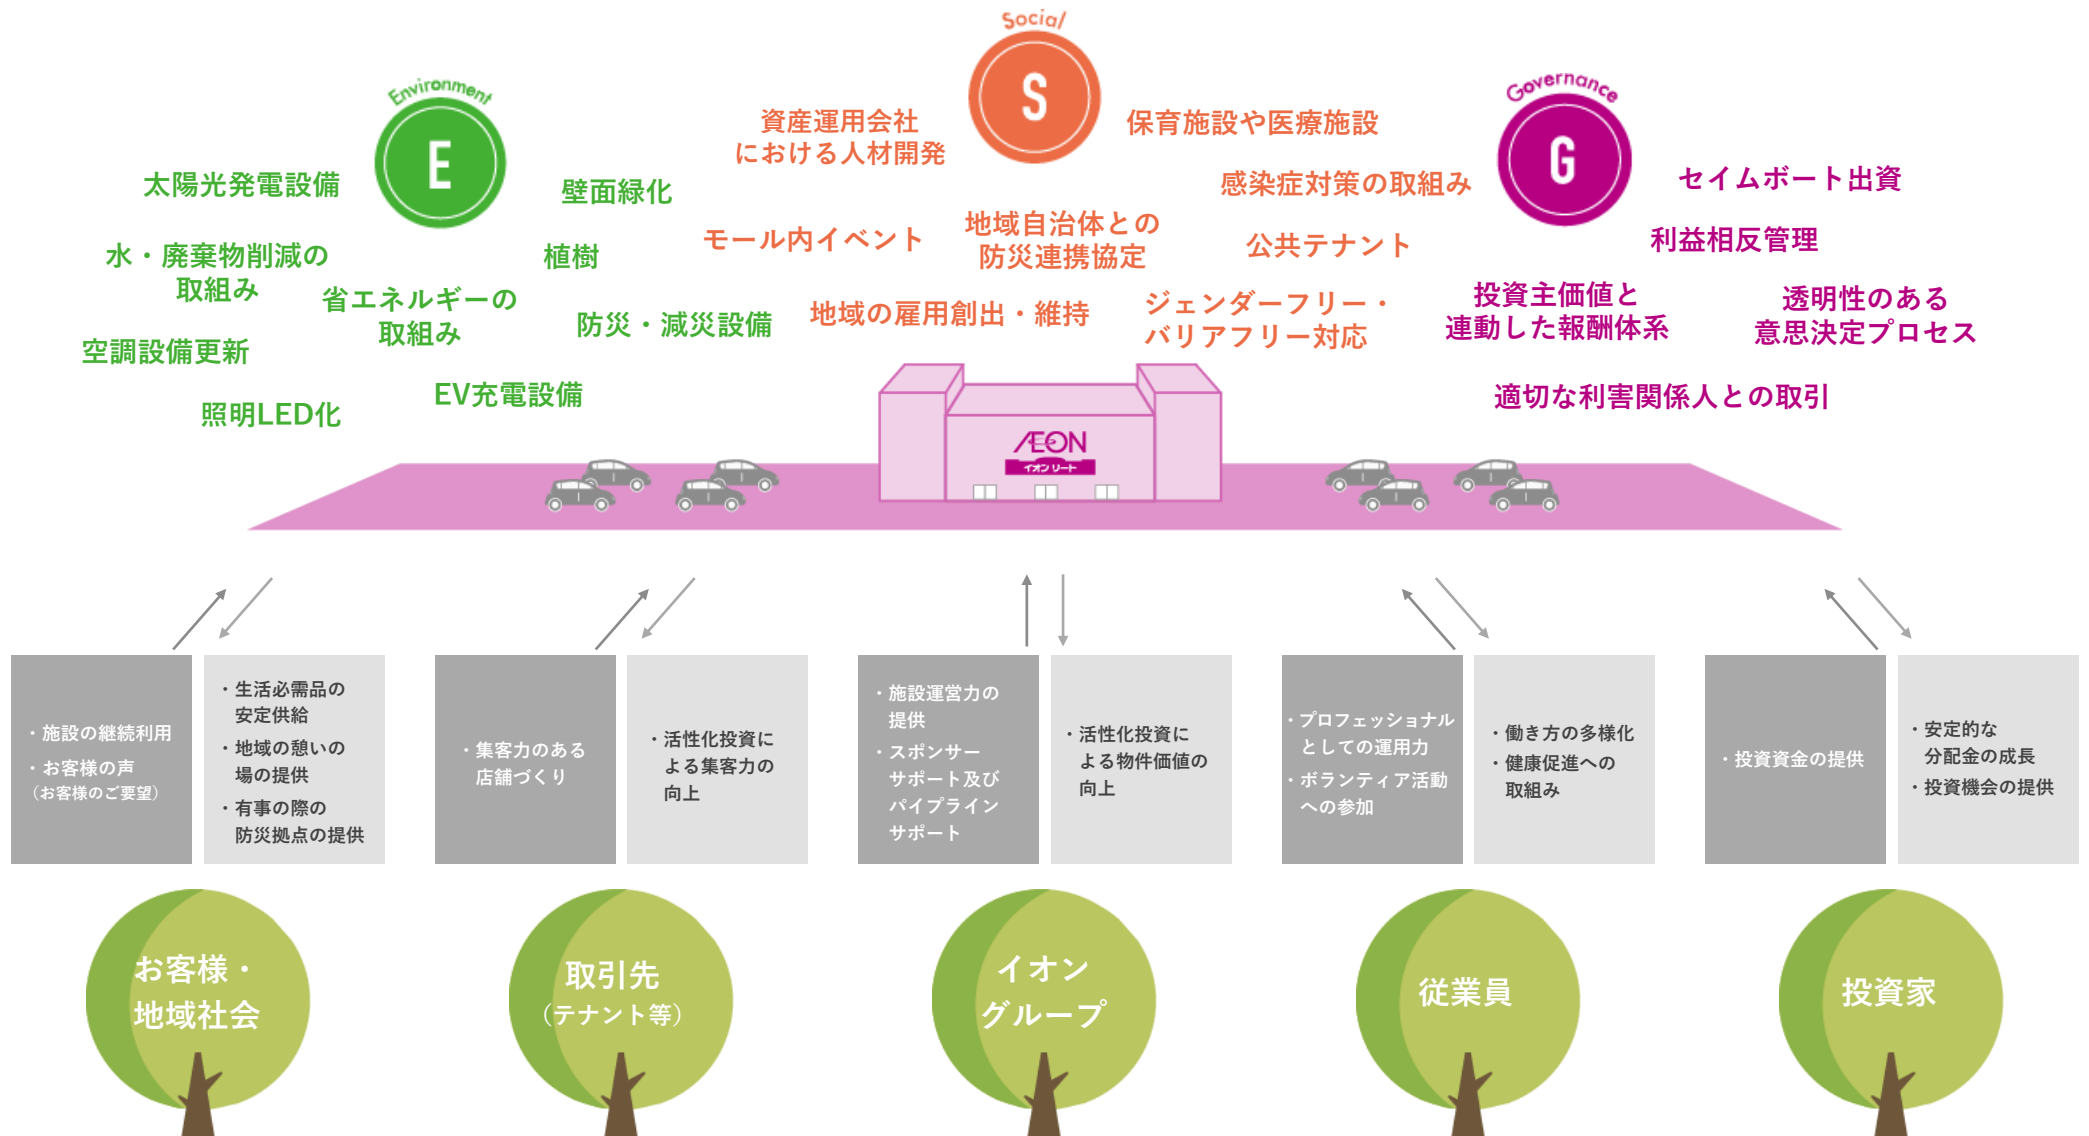 Environment
E
太陽光発電設備
壁面緑化
水・廃棄物削減の
取組み
植樹
省エネルギーの
取組み
防災・減災設備
空調設備更新
EV充電設備
照明LED化
Social
S
資産運用会社
における人材開発
保育施設や医療施設
感染症対策の取組み
モール内イベント
地域自治体との
防災連携協定
公共テナント
地域の雇用創出・維持
ジェンダーフリー・
バリアフリー対応
Governance
G
セイムボート出資
利益相反管理
投資主価値と
連動した報酬体系
透明性のある
意思決定プロセス
適切な利害関係人との取引
ÆON
イオンリート
・施設の継続利用
・お客様の声
（お客様のご要望）
・生活必需品の
安定供給
・地域の憩いの
場の提供
・有事の際の
防災拠点の提供
・集客力のある
店舗づくり
・活性化投資に
よる集客力の
向上
・施設運営力の
提供
・スポンサー
サポート及び
パイプライン
サポート
・活性化投資に
よる物件価値の
向上
・プロフェッショナル
としての運用力
・ボランティア活動
への参加
・働き方の多様化
・健康促進への
取組み
・投資資金の提供
・安定的な
分配金の成長
・投資機会の提供
お客様・
地域社会
取引先
（テナント等）
イオン
グループ
従業員
投資家